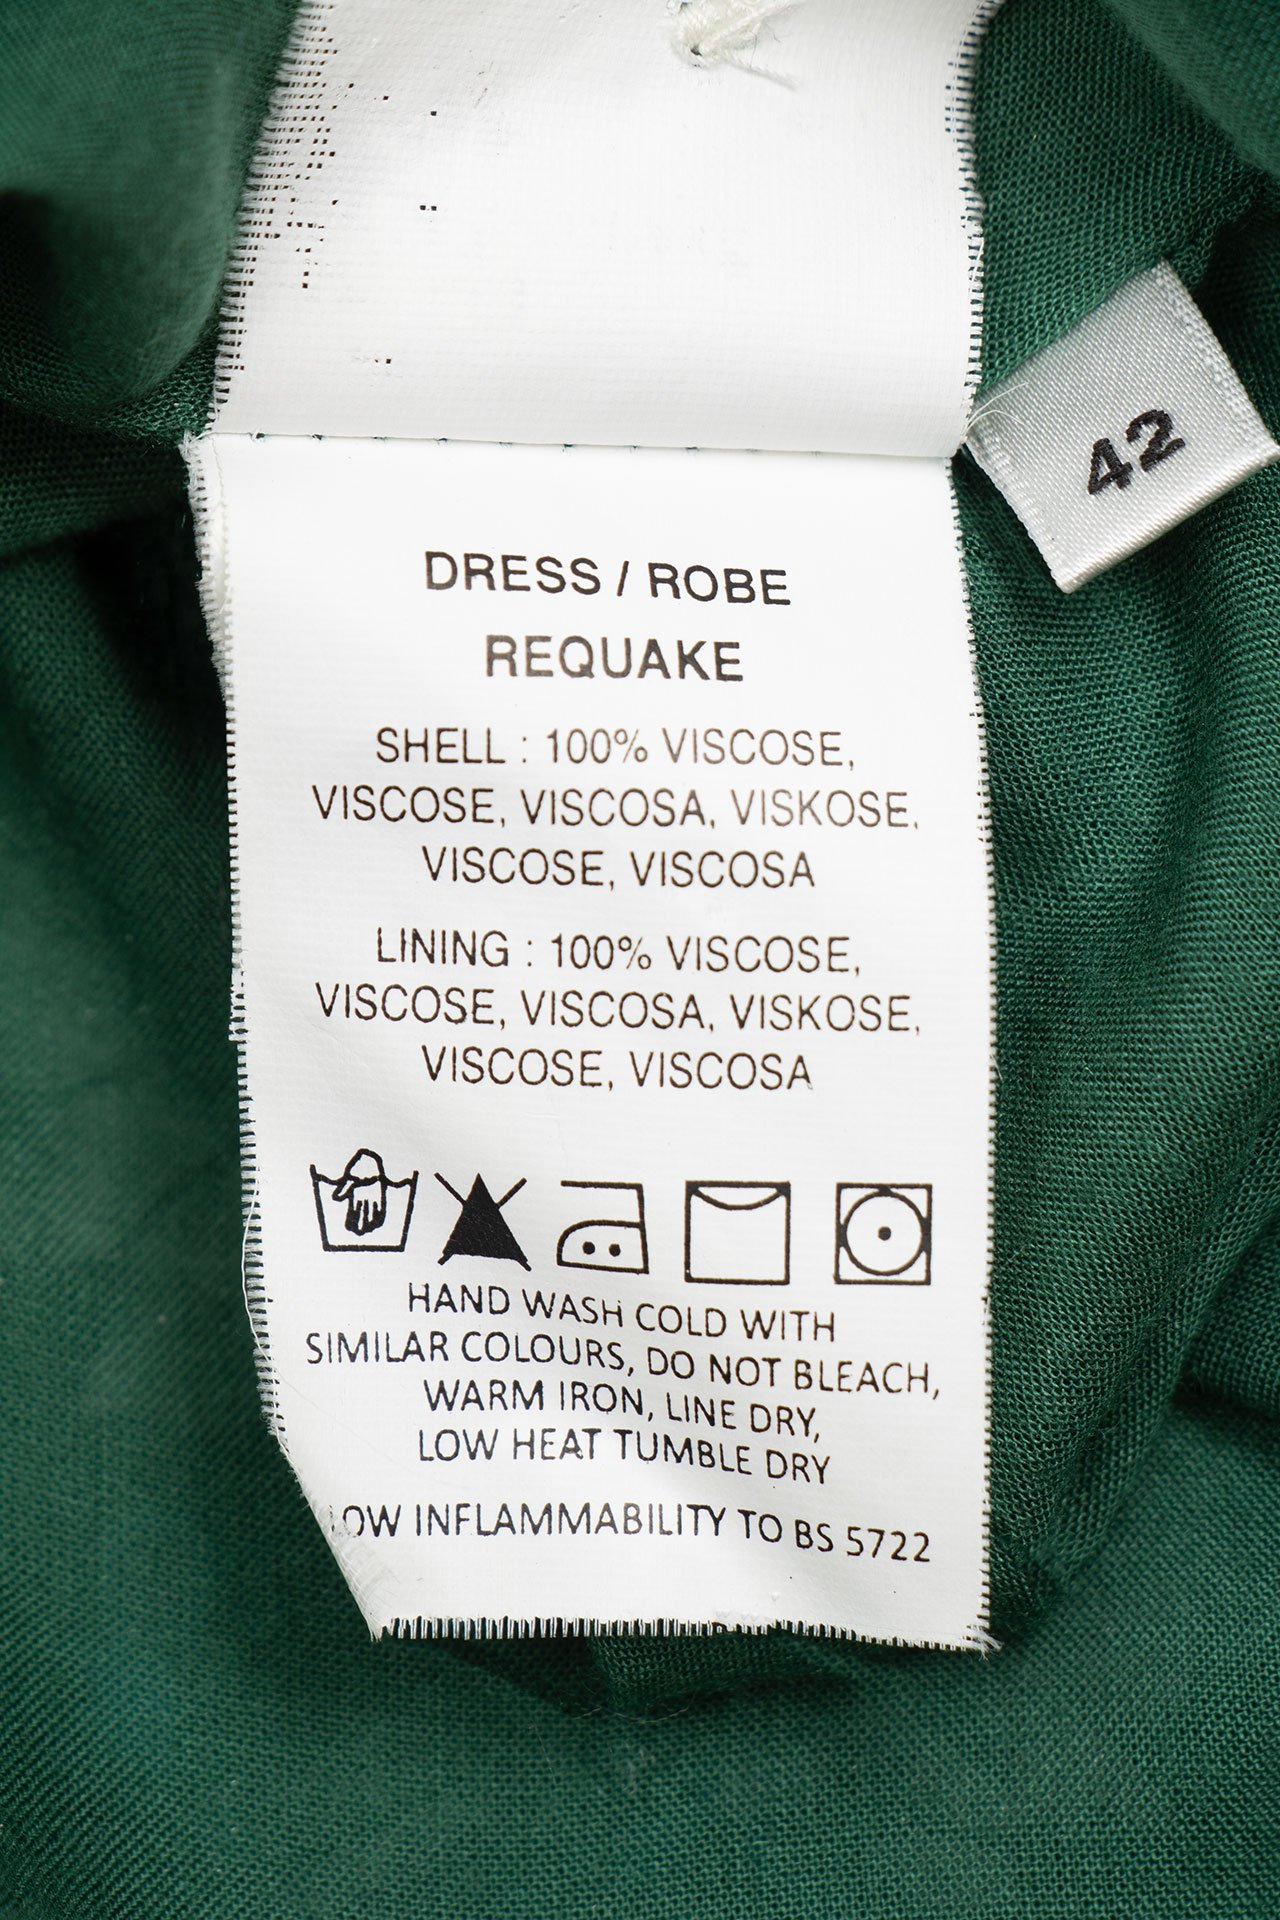 42
DRESS / ROBE
REQUAKE
SHELL : 100% VISCOSE,
VISCOSE, VISCOSA, VISKOSE,
VISCOSE, VISCOSA
LINING : 100% VISCOSE,
VISCOSE, VISCOSA, VISKOSE,
VISCOSE, VISCOSA
HAND WASH COLD WITH
SIMILAR COLOURS, DO NOT BLEACH,
WARM IRON, LINE DRY,
LOW HEAT TUMBLE DRY
LOW INFLAMMABILITY TO BS 5722